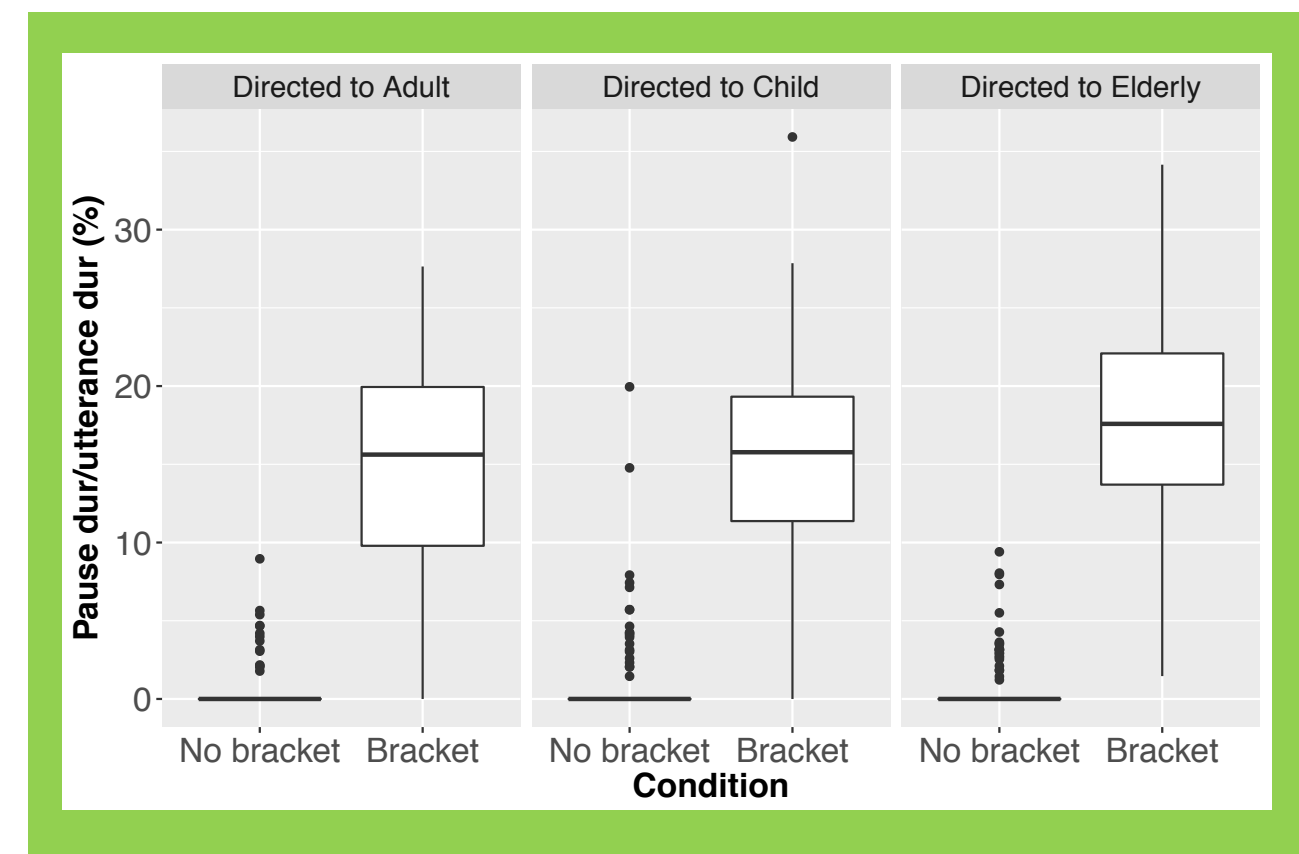 Directed to Adult
Directed to Child
Directed to Elderly
Pause dur/utterance dur (%)
30
20
10
0
No bracket Bracket
No bracket Bracket
No bracket Bracket
Condition